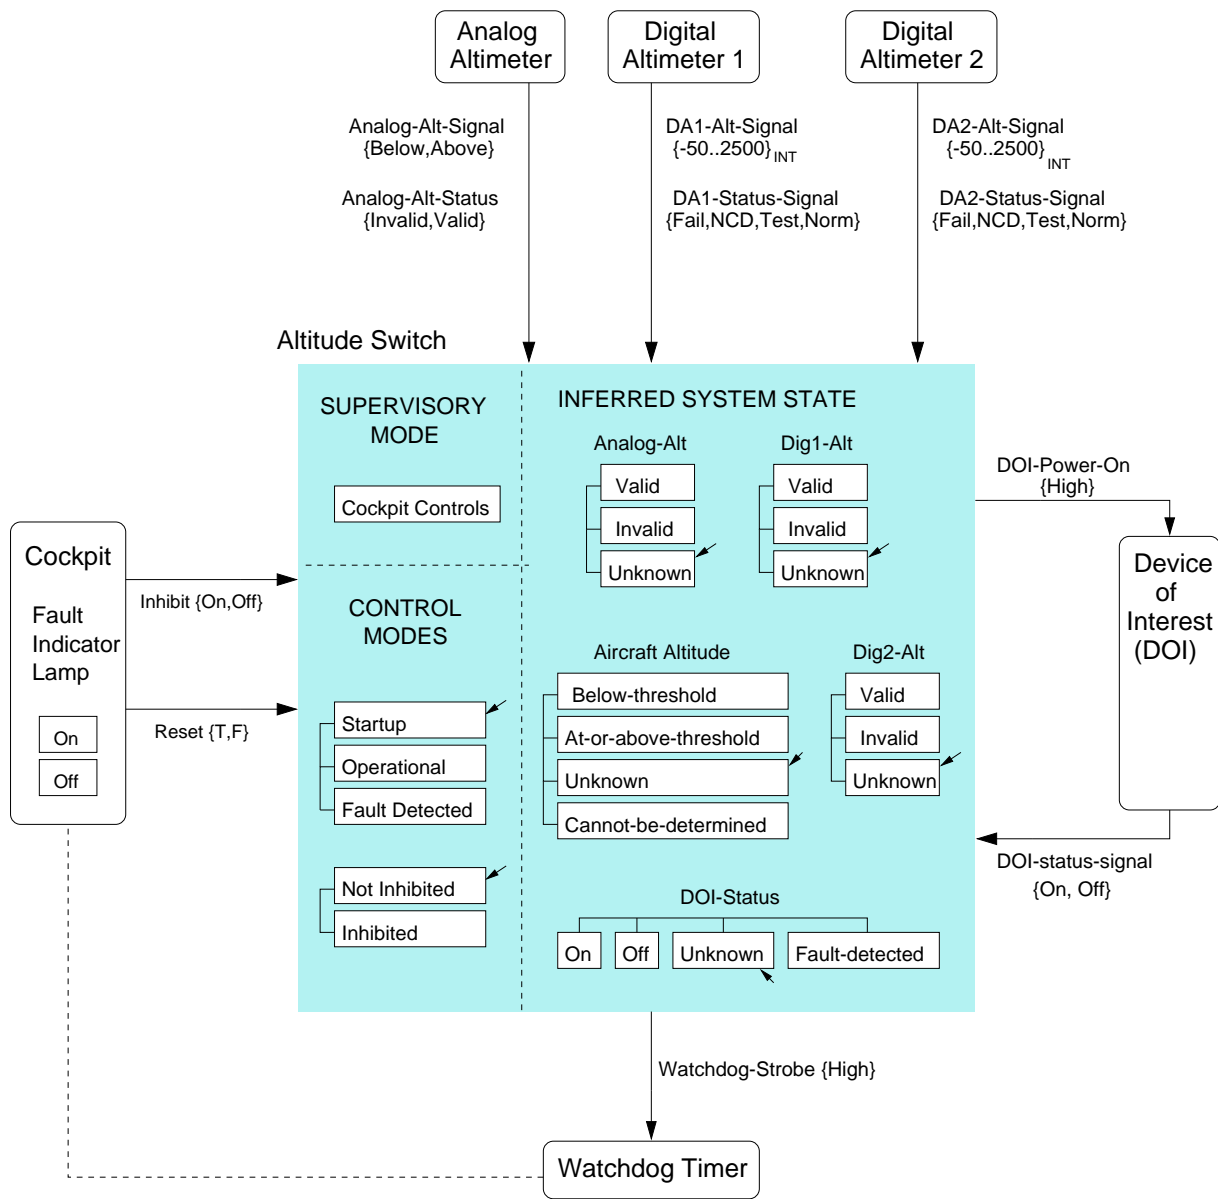 Analog
Altimeter
Digital
Altimeter 1
Digital
Altimeter 2
Analog-Alt-Signal
{Below,Above}
Analog-Alt-Status
{Invalid,Valid}
DA1-Alt-Signal
{-50..2500}INT
DA1-Status-Signal
{Fail,NCD,Test,Norm}
DA2-Alt-Signal
{-50..2500}INT
DA2-Status-Signal
{Fail,NCD,Test,Norm}
Altitude Switch
SUPERVISORY
MODE
Cockpit Controls
INFERRED SYSTEM STATE
Analog-Alt
Valid
Invalid
Unknown
Dig1-Alt
Valid
Invalid
Unknown
DOI-Power-On
{High}
Cockpit
Fault
Indicator
Lamp
On
Off
Inhibit {On,Off}
Reset {T,F}
CONTROL
MODES
Startup
Operational
Fault Detected
Not Inhibited
Inhibited
Aircraft Altitude
Below-threshold
At-or-above-threshold
Unknown
Cannot-be-determined
Dig2-Alt
Valid
Invalid
Unknown
Device
of
Interest
(DOI)
DOI-status-signal
{On, Off}
DOI-Status
On
Off
Unknown
Fault-detected
Watchdog-Strobe {High}
Watchdog Timer